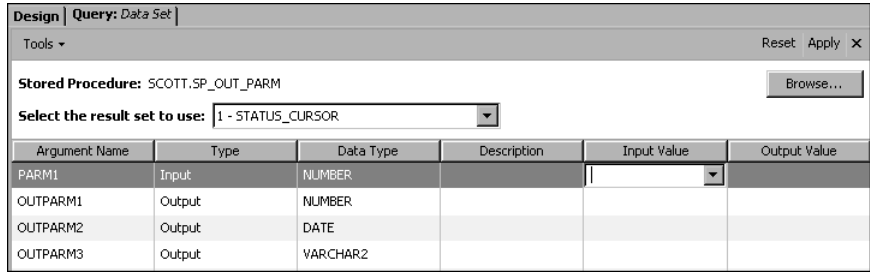 Design | Query: Data Set |
Tools
Reset Apply X
Stored Procedure: SCOTT.SP_OUT_PARM
Browse...
Select the result set to use: 1 - STATUS_CURSOR
Argument Name Type Data Type Description Input Value Output Value
PARM1 Input NUMBER
OUTPARM1 Output NUMBER
OUTPARM2 Output DATE
OUTPARM3 Output VARCHAR2